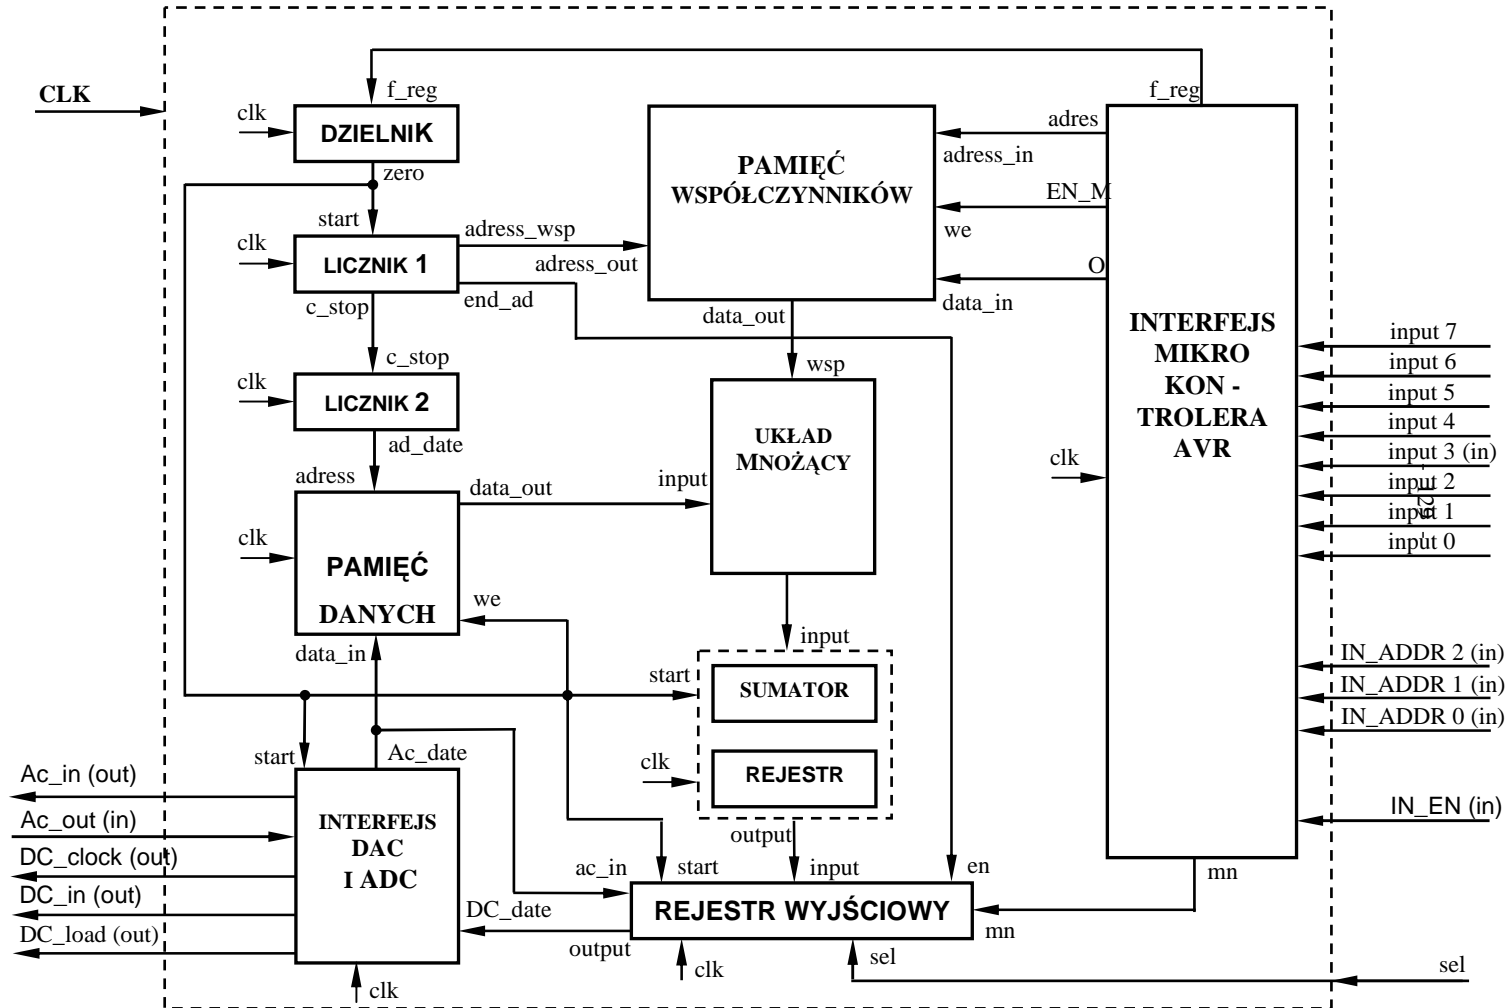 CLK
f_reg
f_reg
clk
DZIELNIK
zero
adres
adress_in
PAMIĘĆ
WSPÓŁCZYNNIKÓW
EN_M
we
start
adress_wsp
clk
LICZNIK 1
adress_out
O
c_stop
end_ad
data_in
data_out
INTERFEJS
MIKRO
KON -
TROLERA
AVR
input 7
input 6
input 5
input 4
input 3 (in)
input 2
input 1
input 0
- 129 -
c_stop
wsp
clk
LICZNIK 2
ad_date
UKŁAD
MNOŻĄCY
clk
adress
data_out
input
clk
PAMIĘĆ
DANYCH
we
data_in
input
start
SUMATOR
IN_ADDR 2 (in)
IN_ADDR 1 (in)
IN_ADDR 0 (in)
start
Ac_date
clk
REJESTR
Ac_in (out)
Ac_out (in)
DC_clock (out)
DC_in (out)
DC_load (out)
INTERFEJS
DAC
I ADC
output
IN_EN (in)
ac_in
start
input
en
mn
DC_date
REJESTR WYJŚCIOWY
output
mn
clk
sel
sel
clk